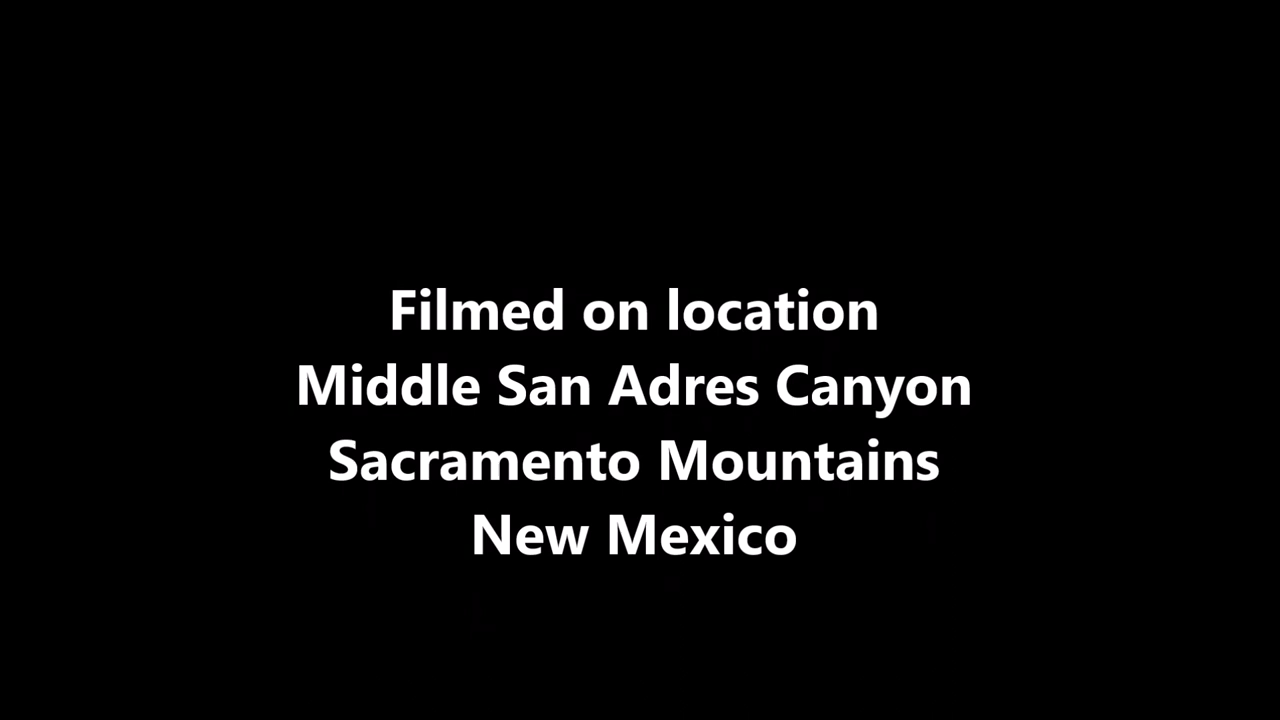 Filmed on location
Middle San Adres Canyon
Sacramento Mountains
New Mexico